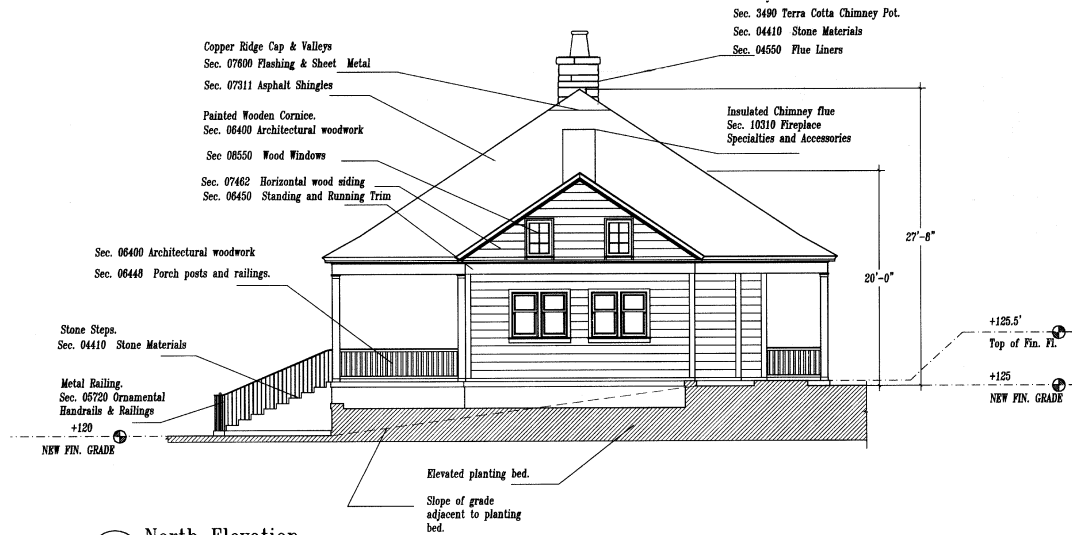 Sec. 3490 Terra Cotta Chimney Pot.
Sec. 04410 Stone Materials
Sec. 04550 Flue Liners
Copper Ridge Cap & Valleys
Sec. 07600 Flashing & Sheet Metal
Sec. 07311 Asphalt Shingles
Painted Wooden Cornice.
Sec. 06400 Architectural woodwork
Insulated Chimney flue
Sec. 10310 Fireplace
Specialties and Accessories
Sec 08550 Wood Windows
Sec. 07462 Horizontal wood siding
Sec. 06450 Standing and Running Trim
27'-8"
Sec. 06400 Architectural woodwork
Sec. 06448 Porch posts and railings.
20'-0"
Stone Steps.
Sec. 04410 Stone Materials
+125.5'
Top of Fin. Fl.
Metal Railing.
Sec. 05720 Ornamental
Handrails & Railings
+125
NEW FIN. GRADE
+120
NEW FIN. GRADE
Elevated planting bed.
Slope of grade
adjacent to planting
bed.
North Elevation